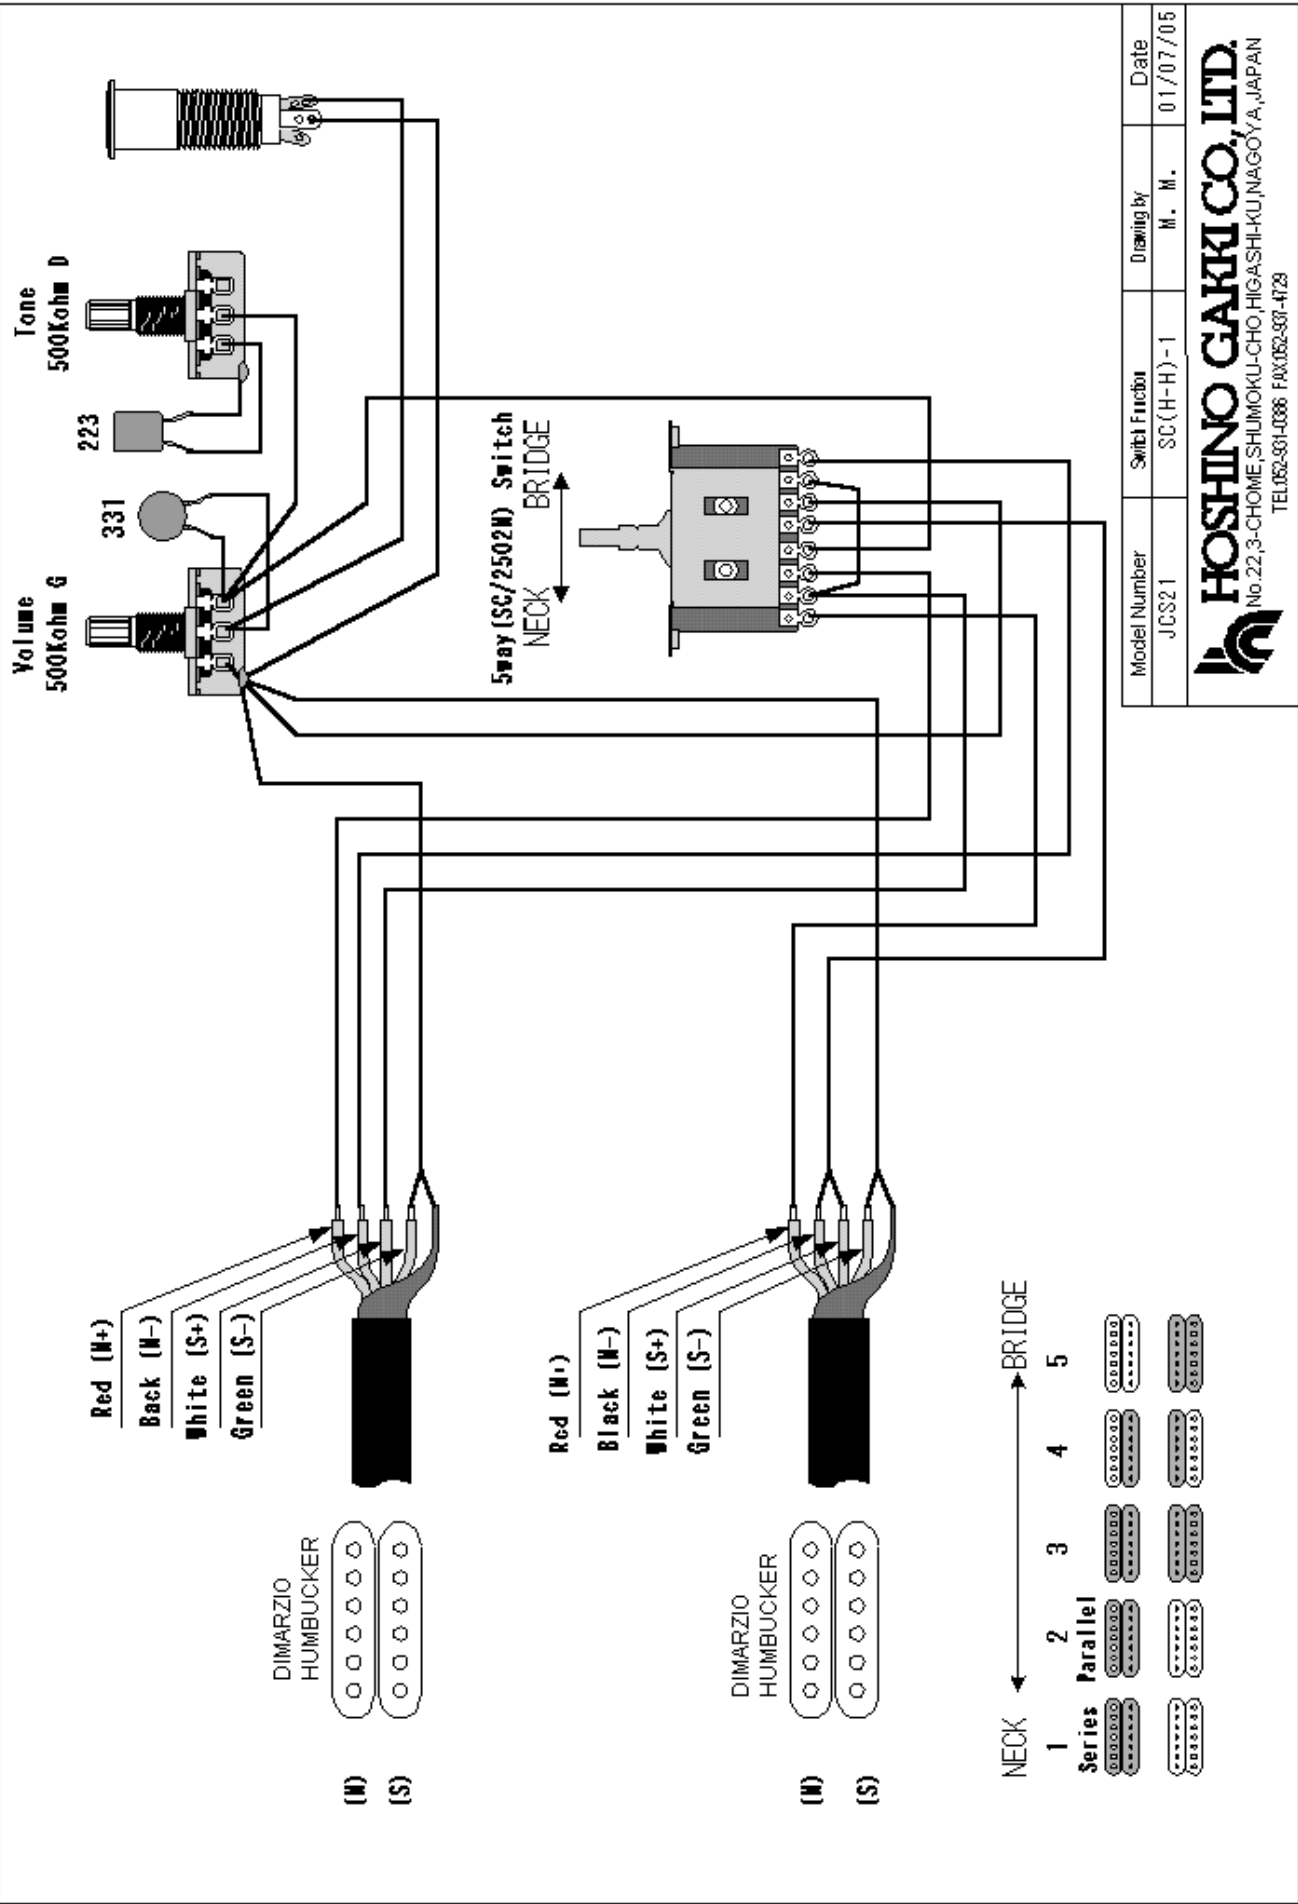 Volume
500Kohm G
331
223
Tone
500Kohm D
5way(SC/2502N) Switch
NECK BRIDGE
Red (N+)
Back (N-)
White (S+)
Green (S-)
DIMARZIO
HUMBUCKER
(N)
(S)
Red (N+)
Black (N-)
White (S+)
Green (S-)
DIMARZIO
HUMBUCKER
(N)
(S)
NECK BRIDGE
1 2 3 4 5
Series Parallel
Model Number Switch Function Drawing by Date
JCS21 SC(H-H)-1 M. M. 01/07/05
HOSHINO GAKKI CO., LTD.
No.22,3-CHOME,SHUMOKU-CHO,HIGASHI-KU,NAGOYA,JAPAN
TEL052-931-0386 FAX052-937-4729